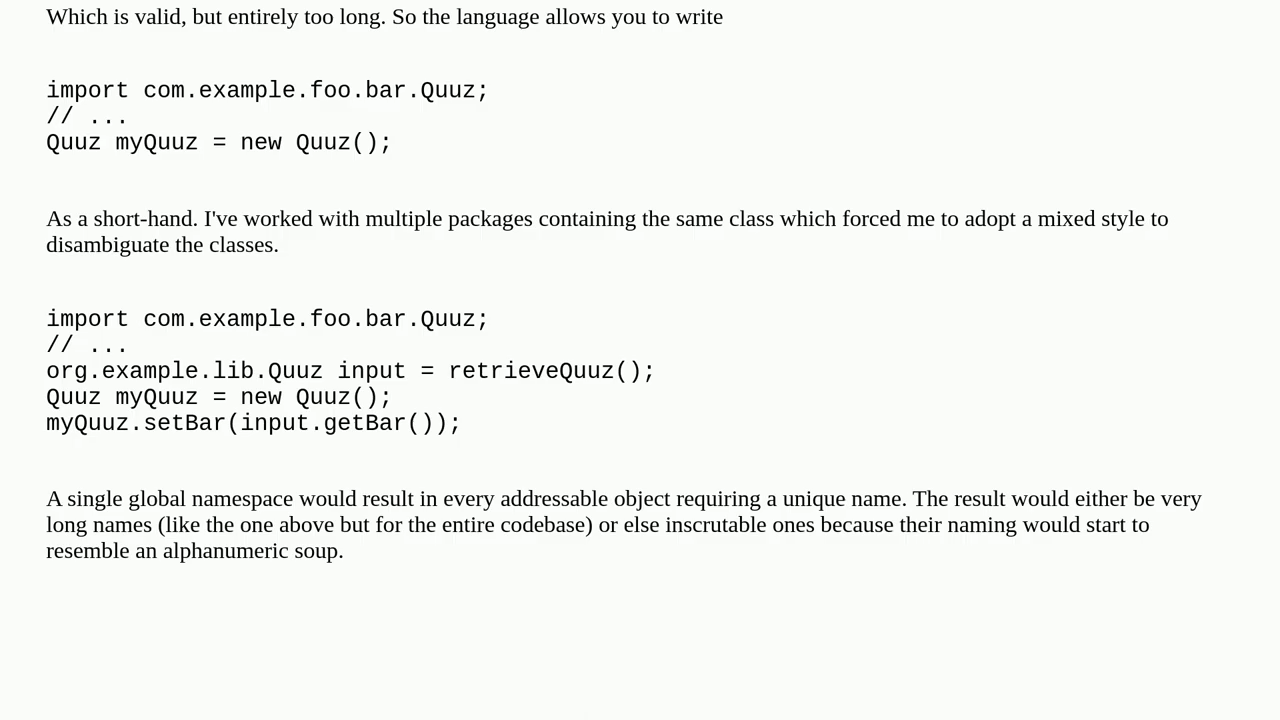 Which is valid, but entirely too long. So the language allows you to write
import com.example.foo.bar.Quuz;
// ...
Quuz myQuuz = new Quuz();
As a short-hand. I've worked with multiple packages containing the same class which forced me to adopt a mixed style to
disambiguate the classes.
import com.example.foo.bar.Quuz;
// ...
org.example.lib.Quuz input = retrieveQuuz();
Quuz myQuuz = new Quuz();
myQuuz.setBar(input.getBar());
A single global namespace would result in every addressable object requiring a unique name. The result would either be very
long names (like the one above but for the entire codebase) or else inscrutable ones because their naming would start to
resemble an alphanumeric soup.